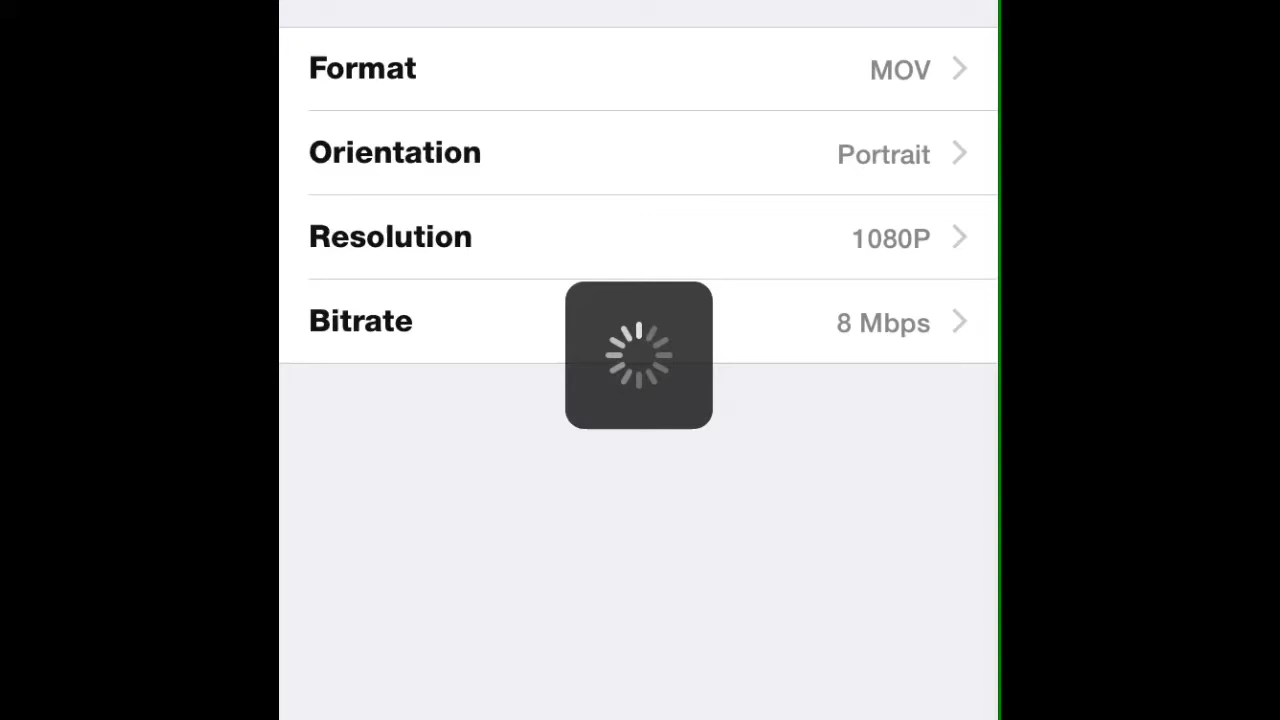 Format MOV
Orientation Portrait
Resolution 1080P
Bitrate 8 Mbps